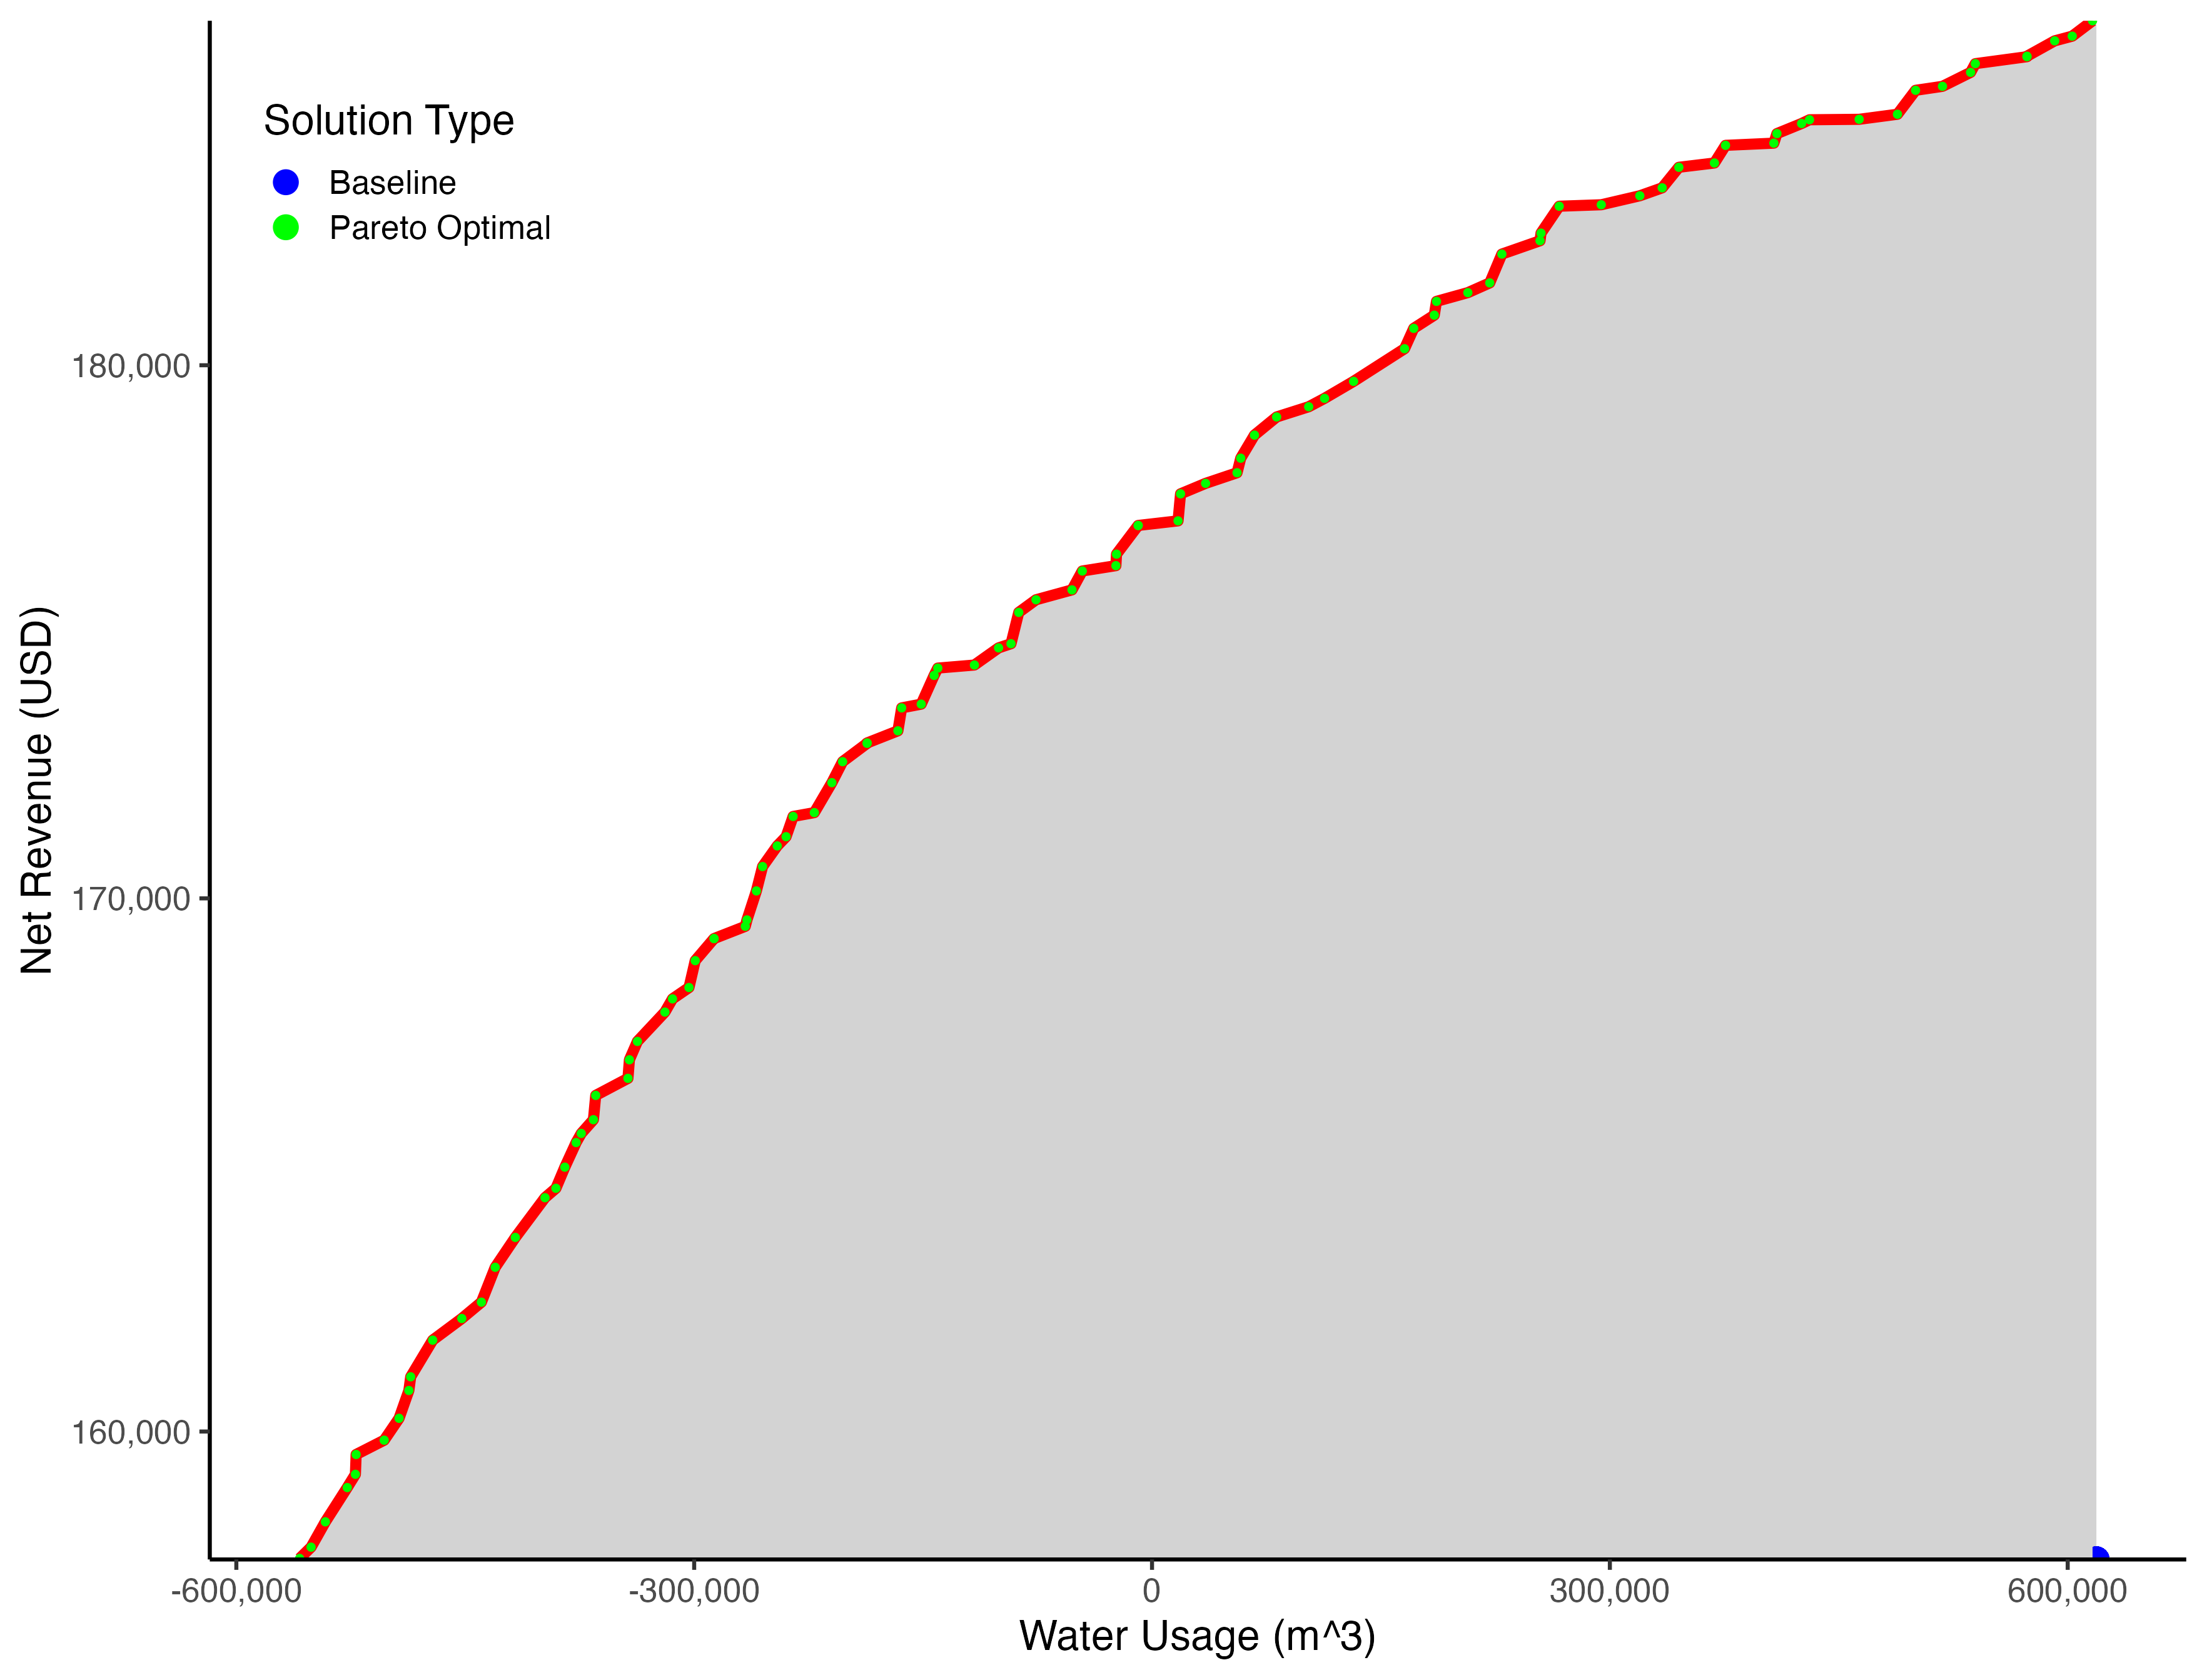 Solution Type
Baseline
Pareto Optimal
180,000
170,000
160,000
Net Revenue (USD)
-600,000
-300,000
0
300,000
600,000
Water Usage (m^3)